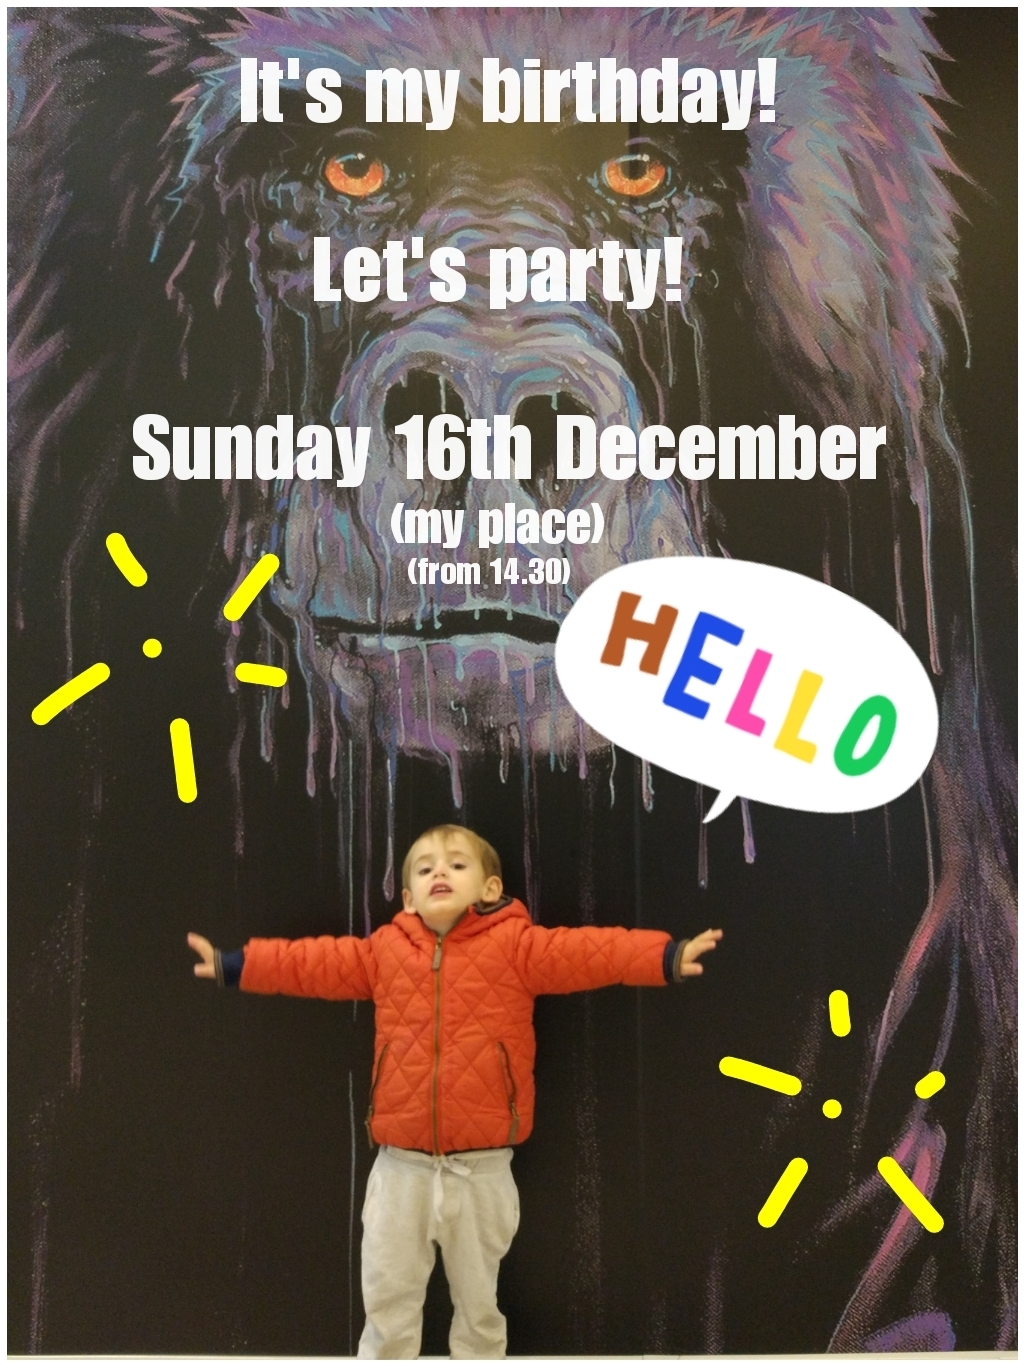 It's my birthday!
Let's party!
Sunday 16th December
(my place)
(from 14.30)
HELLO